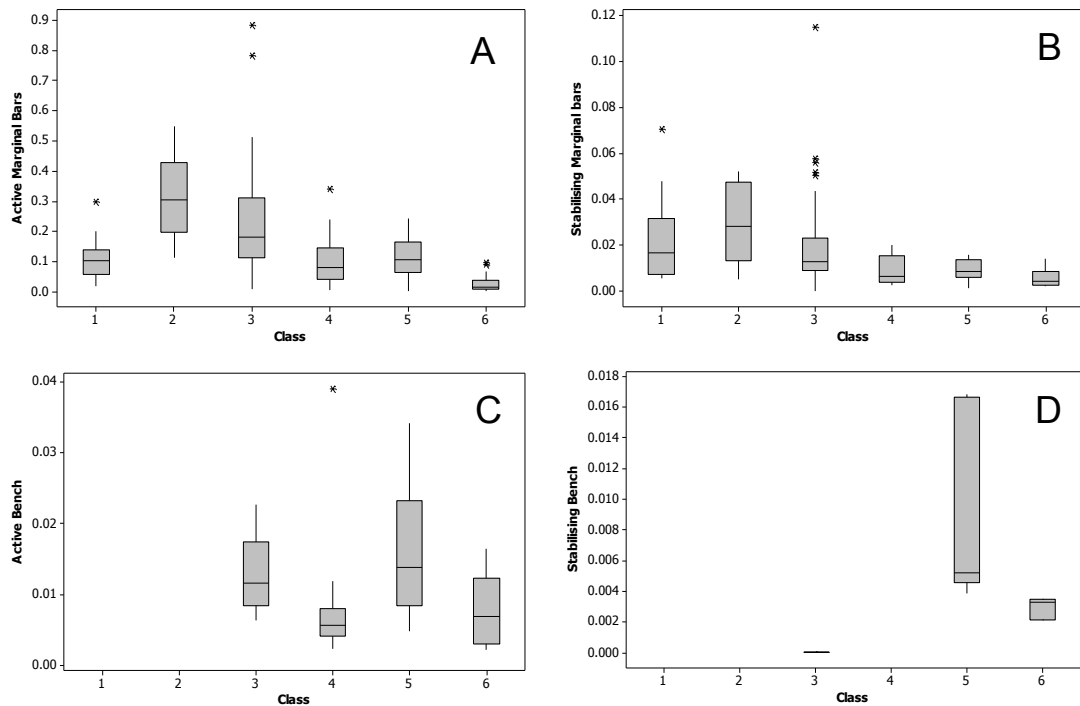 A
Active Marginal Bars
0.9
0.8
0.7
0.6
0.5
0.4
0.3
0.2
0.1
0.0
1 2 3 4 5 6
Class
B
Stabilising Marginal bars
0.12
0.10
0.08
0.06
0.04
0.02
0.00
1 2 3 4 5 6
Class
C
Active Bench
0.04
0.03
0.02
0.01
0.00
1 2 3 4 5 6
Class
D
Stabilising Bench
0.018
0.016
0.014
0.012
0.010
0.008
0.006
0.004
0.002
0.000
1 2 3 4 5 6
Class